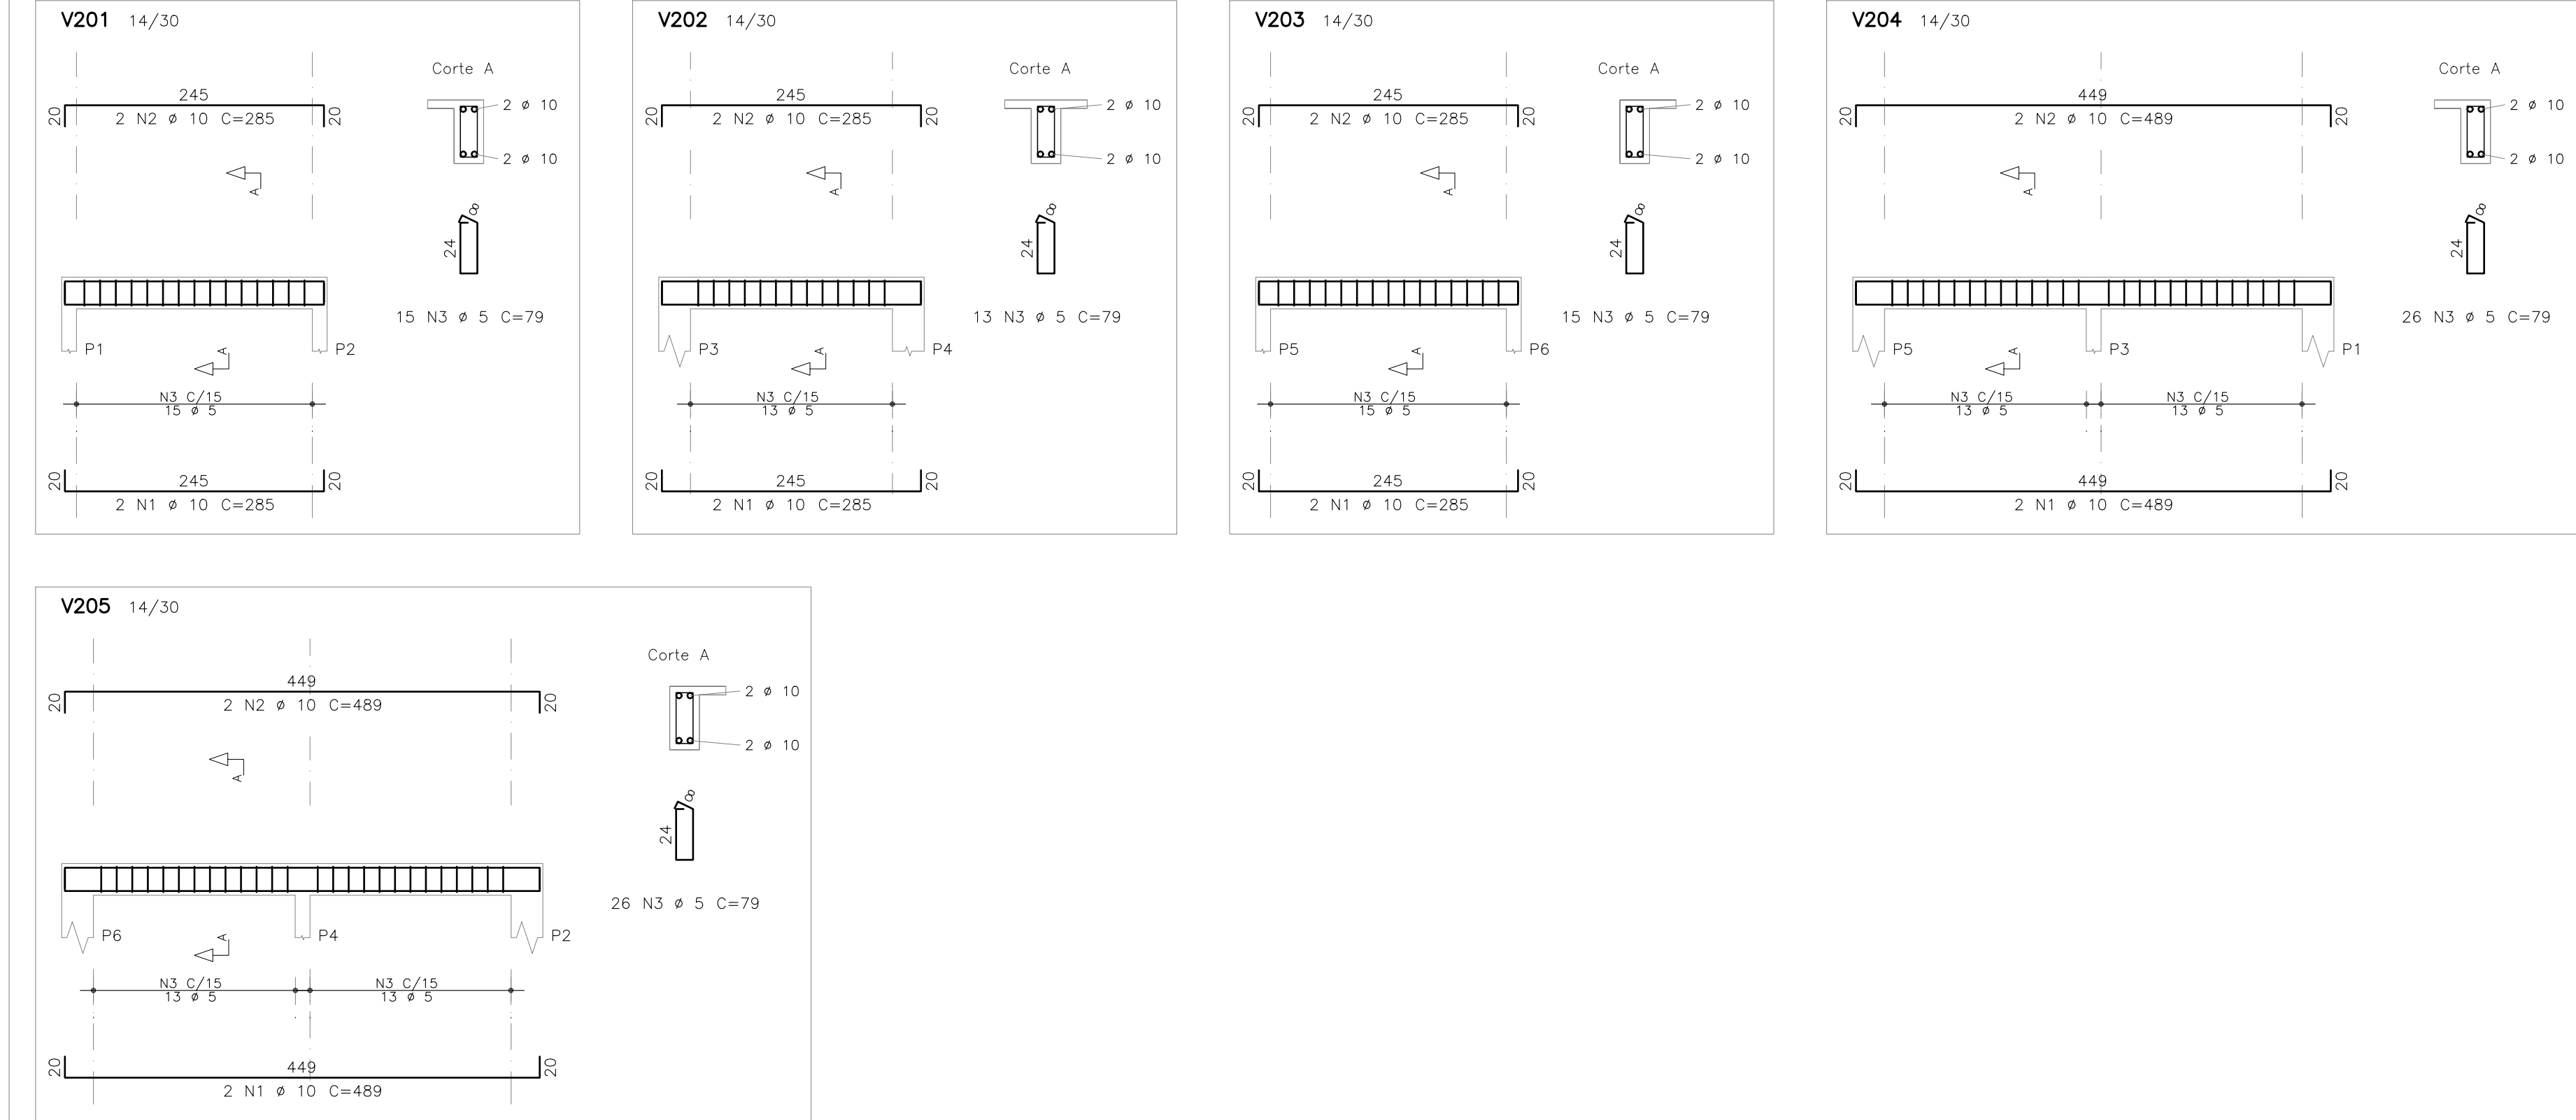 V201 14/30
Corte A
245
20
20
2 N2 ø 10 C=285
2 ø 10
2 ø 10
A
8
24
15 N3 ø 5 C=79
P1
P2
A
N3 C/15
15 ø 5
245
20
20
2 N1 ø 10 C=285
V202 14/30
Corte A
245
20
20
2 N2 ø 10 C=285
2 ø 10
2 ø 10
A
8
24
13 N3 ø 5 C=79
P3
P4
A
N3 C/15
13 ø 5
245
20
20
2 N1 ø 10 C=285
V203 14/30
Corte A
245
20
20
2 N2 ø 10 C=285
2 ø 10
2 ø 10
A
8
24
15 N3 ø 5 C=79
P5
P6
A
N3 C/15
15 ø 5
245
20
20
2 N1 ø 10 C=285
V204 14/30
Corte A
449
20
20
2 N2 ø 10 C=489
2 ø 10
2 ø 10
A
8
24
26 N3 ø 5 C=79
P5
P3
P1
A
N3 C/15
13 ø 5
N3 C/15
13 ø 5
449
20
20
2 N1 ø 10 C=489
V205 14/30
Corte A
449
20
20
2 N2 ø 10 C=489
2 ø 10
2 ø 10
A
8
24
26 N3 ø 5 C=79
P6
P4
P2
A
N3 C/15
13 ø 5
N3 C/15
13 ø 5
449
20
20
2 N1 ø 10 C=489